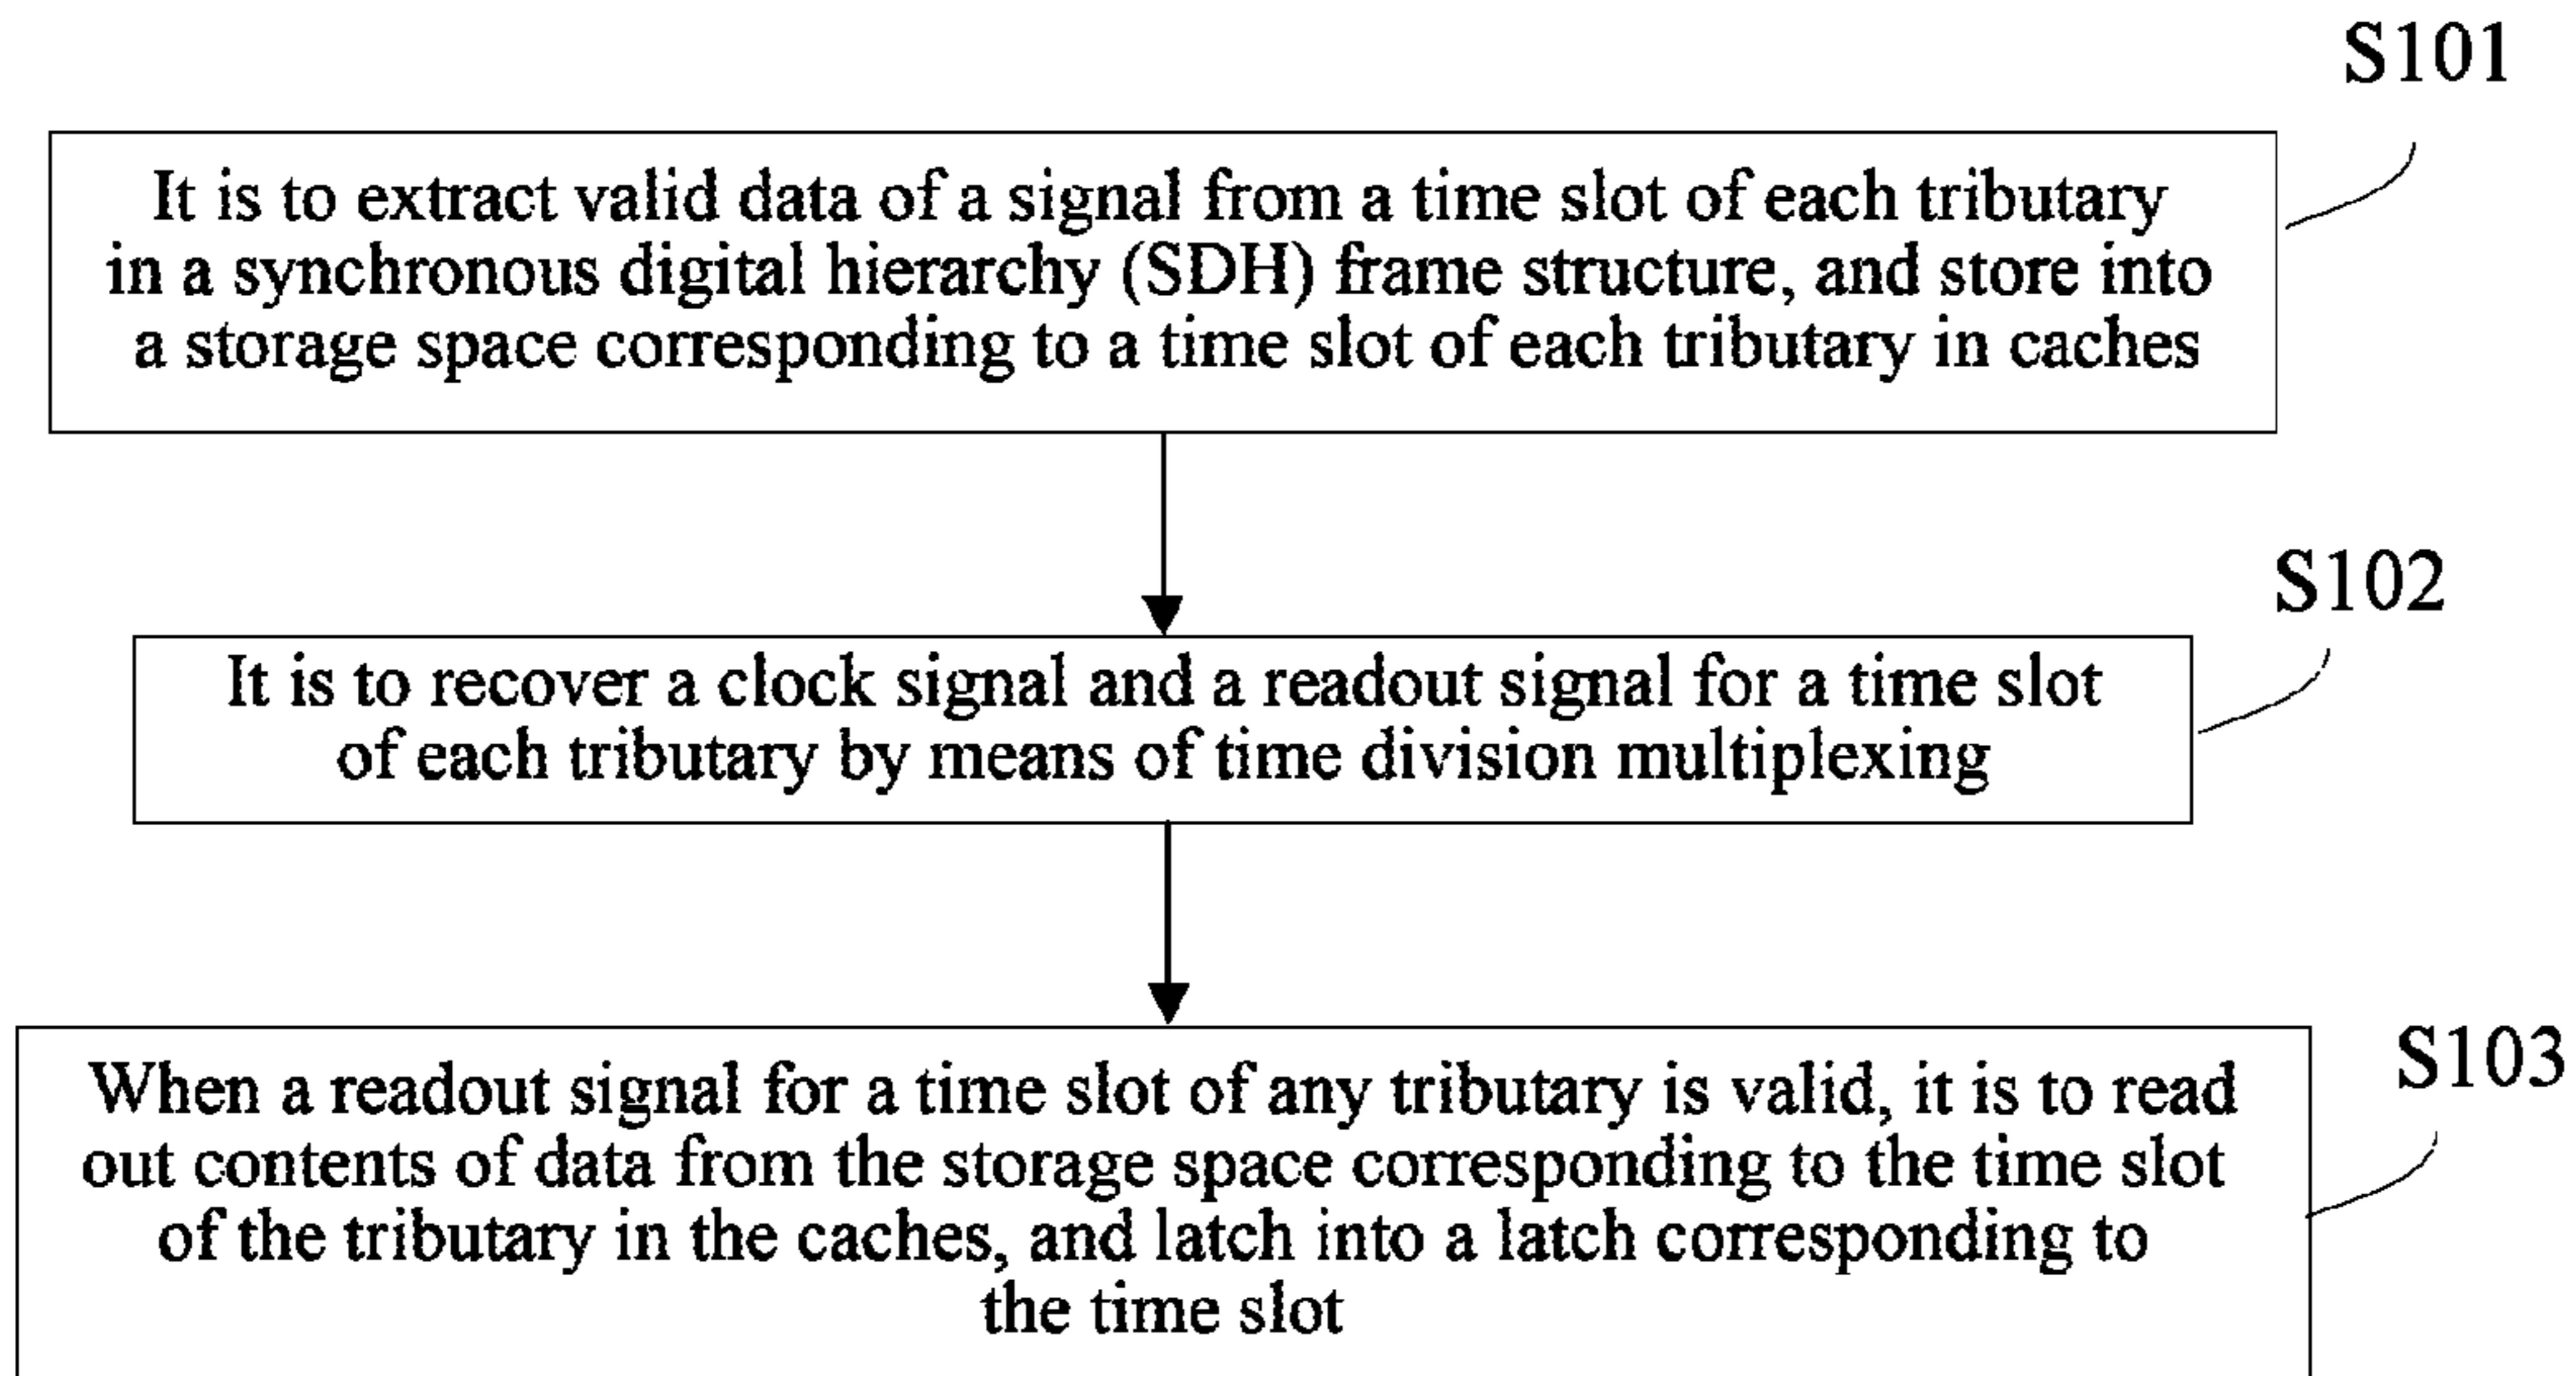 S101
It is to extract valid data of a signal from a time slot of each tributary
in a synchronous digital hierarchy (SDH) frame structure, and store into
a storage space corresponding to a time slot of each tributary in caches
S102
It is to recover a clock signal and a readout signal for a time slot
of each tributary by means of time division multiplexing
S103
When a readout signal for a time slot of any tributary is valid, it is to read
out contents of data from the storage space corresponding to the time slot
of the tributary in the caches, and latch into a latch corresponding to
the time slot